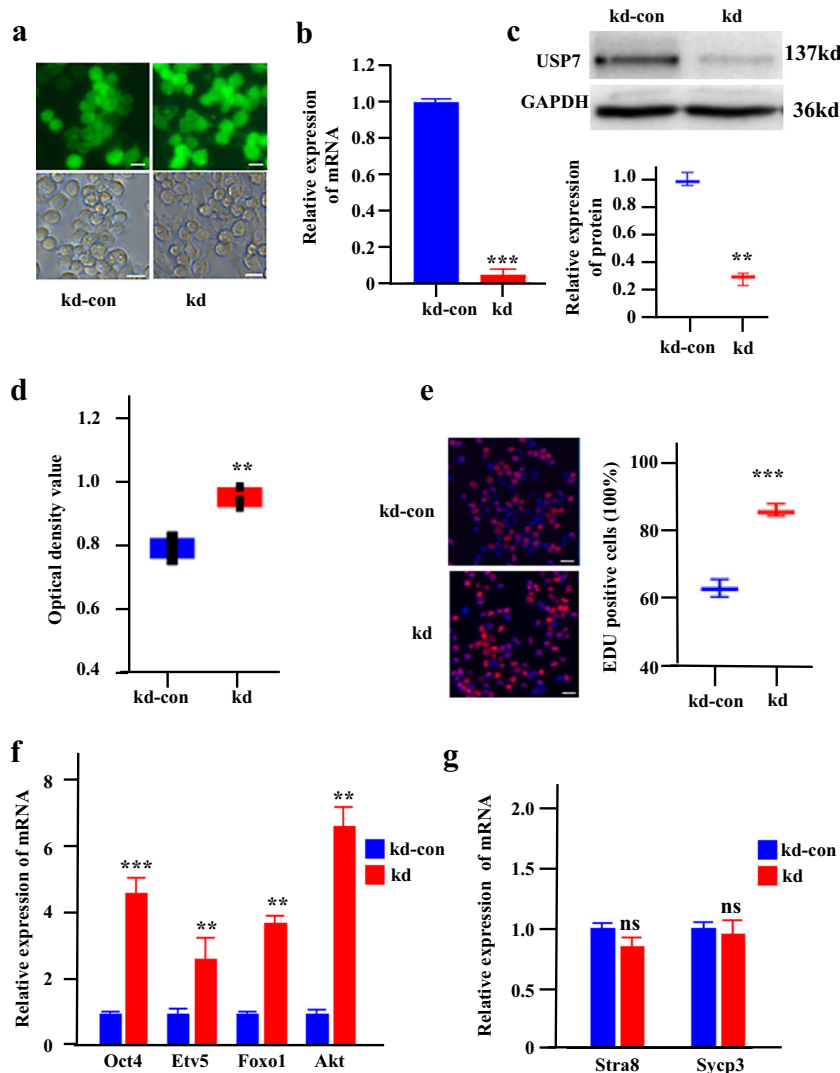 a
kd-con kd
b
Relative expression
of mRNA
1.0
0.8
0.6
0.4
0.2
0
***
kd-con kd
c
kd-con kd
USP7 137kd
GAPDH 36kd
Relative expression
of protein
1.0
0.8
0.6
0.4
0.2
**
kd-con kd
d
Optical density value
1.2
1.0
0.8
0.6
0.4
**
kd-con kd
e
kd-con
kd
EDU positive cells (100%)
100
80
60
40
***
kd-con kd
f
Relative expression of mRNA
8
6
4
2
0
***
**
**
**
kd-con
kd
Oct4 Etv5 Foxo1 Akt
g
Relative expression of mRNA
2.0
1.5
1.0
0.5
0.0
ns
ns
kd-con
kd
Stra8 Sycp3